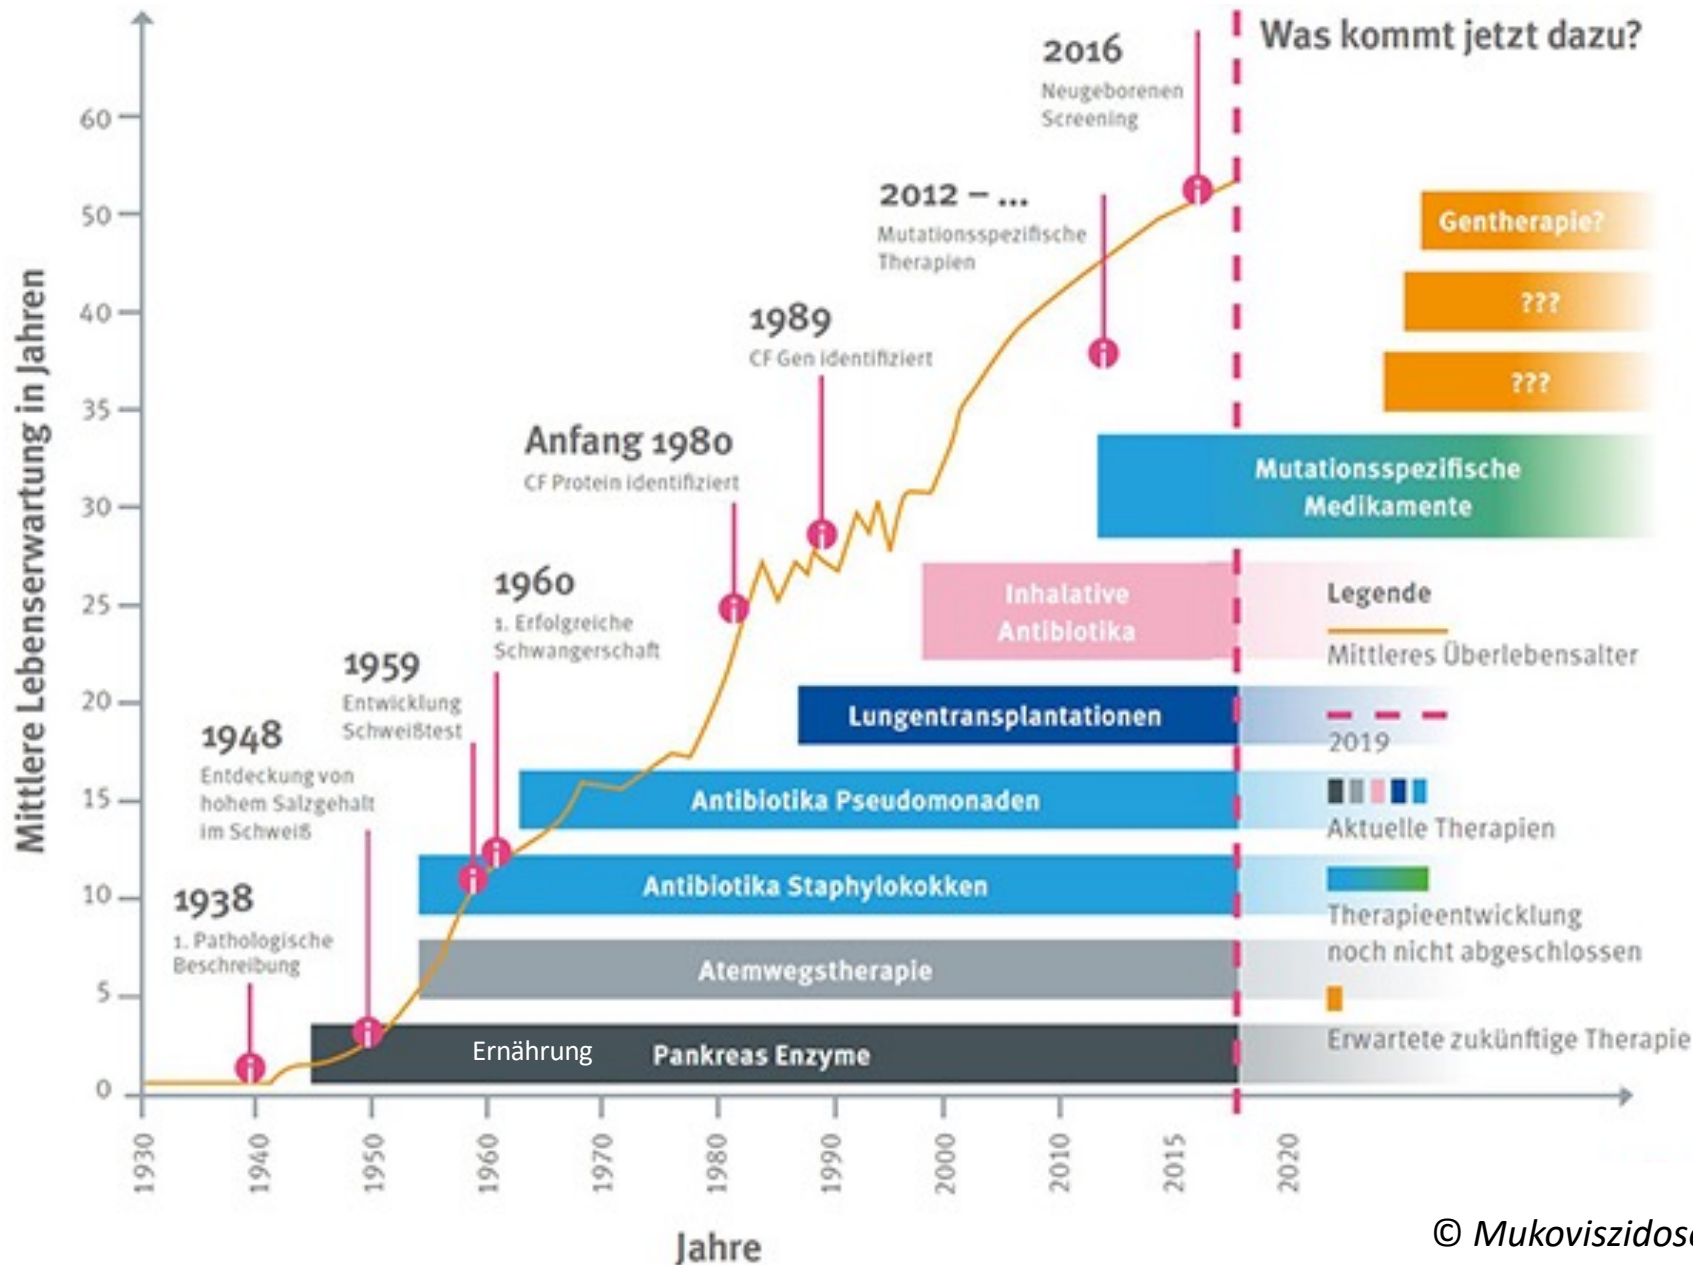 Was kommt jetzt dazu?
2016
Neugeborenen
Screening
2012 – ...
Mutationsspezifische
Therapien
1989
CF Gen identifiziert
Anfang 1980
CF Protein identifiziert
1960
1. Erfolgreiche
Schwangerschaft
1959
Entwicklung
Schweißtest
1948
Entdeckung von
hohem Salzgehalt
im Schweiß
1938
1. Pathologische
Beschreibung
Mittlere Lebenserwartung in Jahren
60
50
40
35
30
25
20
15
10
5
0
Gentherapie?
???
???
Mutationsspezifische
Medikamente
Inhalative
Antibiotika
Lungentransplantationen
Antibiotika Pseudomonaden
Antibiotika Staphylokokken
Atemwegstherapie
Ernährung Pankreas Enzyme
Legende
Mittleres Überlebensalter
2019
Aktuelle Therapien
Therapieentwicklung
noch nicht abgeschlossen
Erwartete zukünftige Therapie
1930
1940
1950
1960
1970
1980
1990
2000
2010
2015
2020
Jahre
© Mukoviszidose